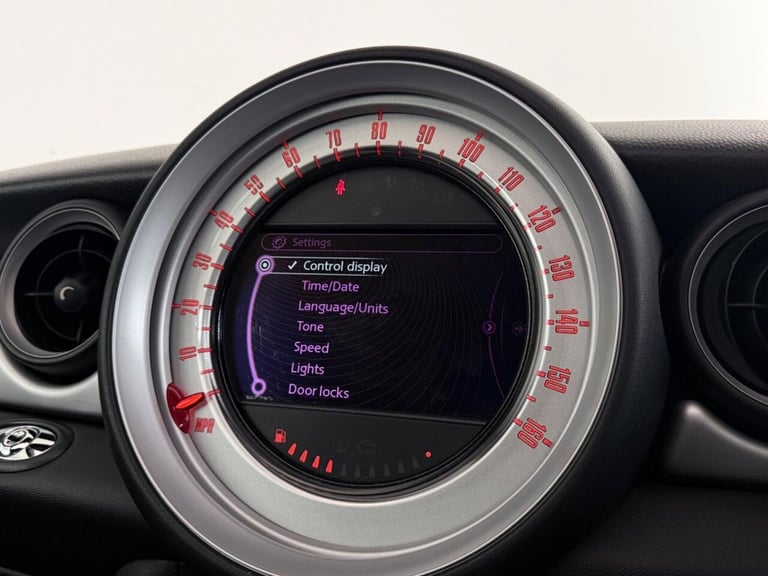 10
20
30
40
50
60
70
80
90
100
110
120
130
140
150
160
MPH
Settings
✓ Control display
Time/Date
Language/Units
Tone
Speed
Lights
Door locks